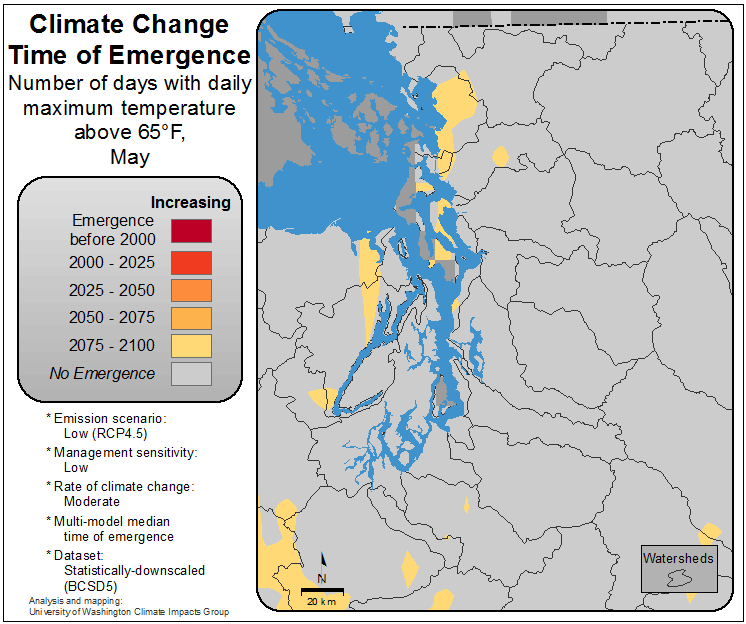 Climate Change
Time of Emergence
Number of days with daily
maximum temperature
above 65°F,
May
Increasing
Emergence
before 2000
2000 - 2025
2025 - 2050
2050 - 2075
2075 - 2100
No Emergence
* Emission scenario:
Low (RCP4.5)
* Management sensitivity:
Low
* Rate of climate change:
Moderate
* Multi-model median
time of emergence
* Dataset:
Statistically-downscaled
(BCSD5)
Analysis and mapping:
University of Washington Climate Impacts Group
N
20 km
Watersheds